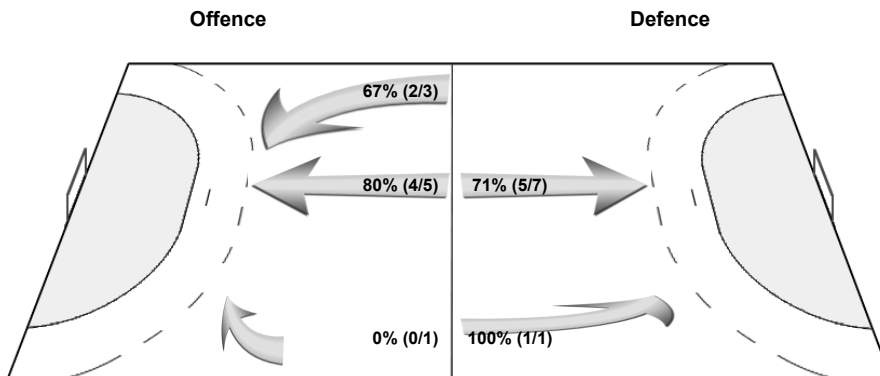 Offence
Defence
67% (2/3)
80% (4/5)
71% (5/7)
0% (0/1)
100% (1/1)